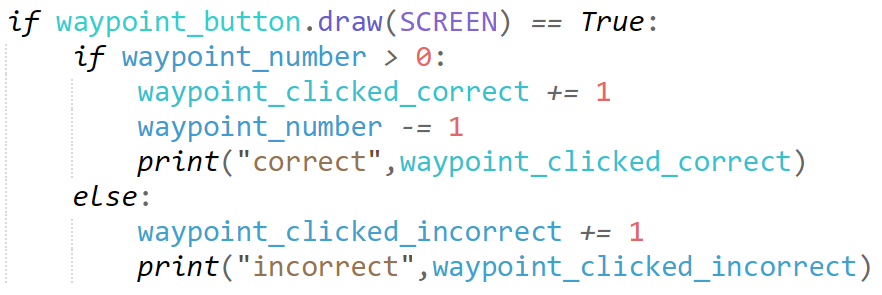 if waypoint_button.draw(SCREEN) == True:
    if waypoint_number > 0:
        waypoint_clicked_correct += 1
        waypoint_number -= 1
        print("correct",waypoint_clicked_correct)
    else:
        waypoint_clicked_incorrect += 1
        print("incorrect",waypoint_clicked_incorrect)